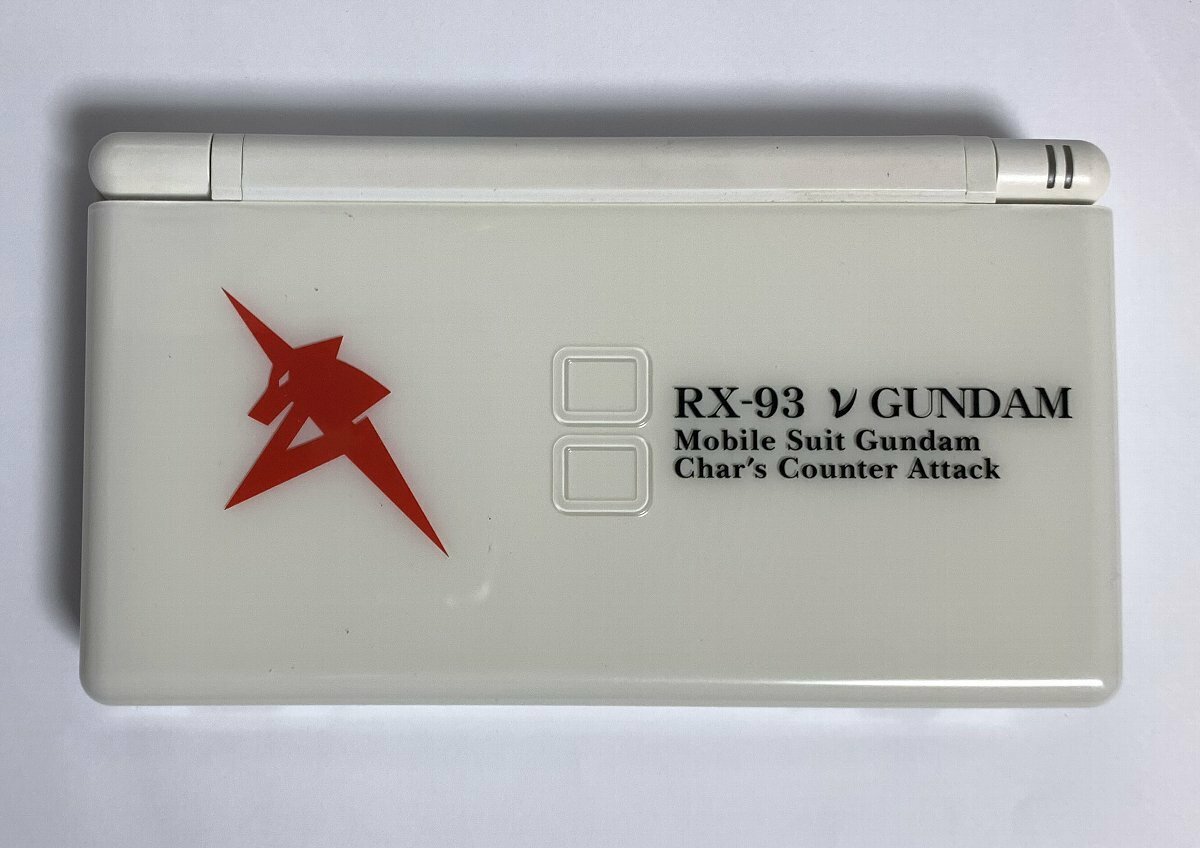 RX-93 ν GUNDAM
Mobile Suit Gundam
Char's Counter Attack